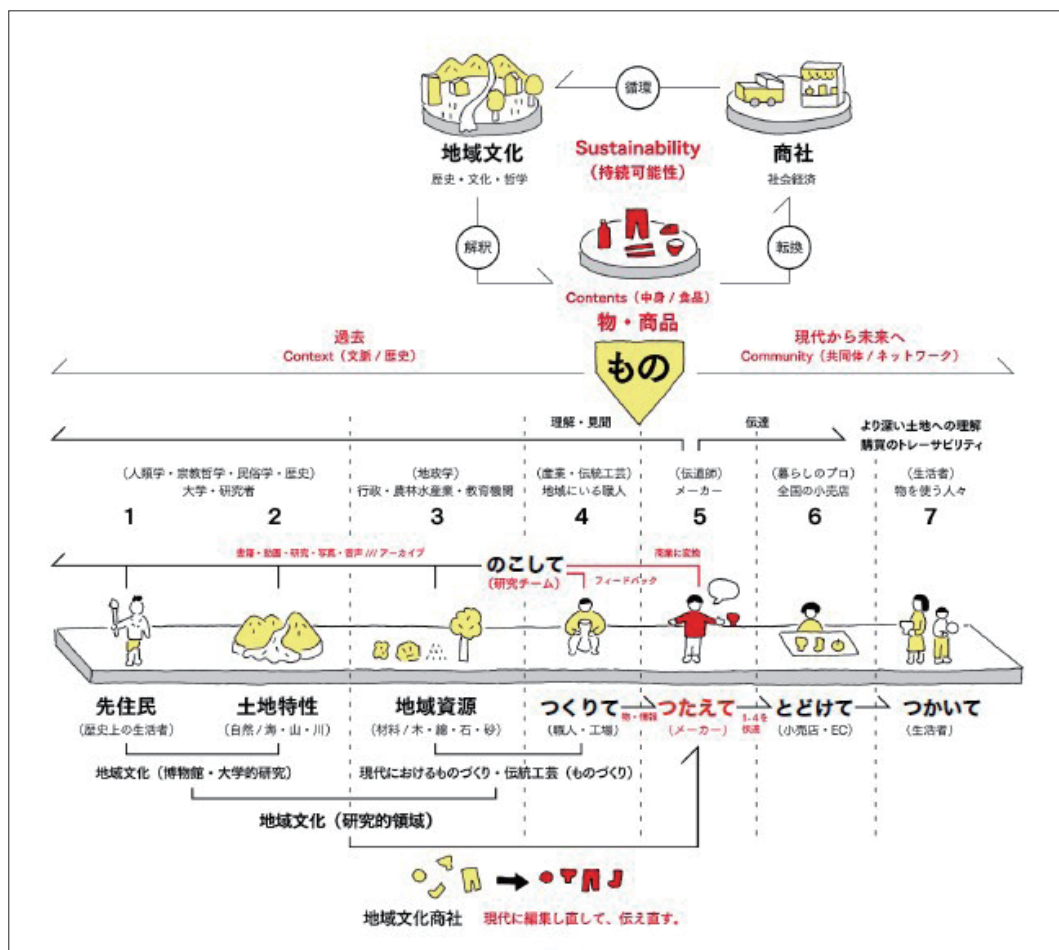 循環
地域文化
歴史・文化・哲学
Sustainability
（持続可能性）
商社
社会経済
解釈
転換
Contents（中身 / 食品）
物・商品
過去
Context（文脈 / 歴史）
もの
現代から未来へ
Community（共同体 / ネットワーク）
理解・見聞
伝達
より深い土地への理解
購買のトレーサビリティ
（人類学・宗教哲学・民俗学・歴史）
大学・研究者
（地政学）
行政・農林水産業・教育機関
（産業・伝統工芸）
地域にいる職人
（伝道師）
メーカー
（暮らしのプロ）
全国の小売店
（生活者）
物を使う人々
1
2
3
4
5
6
7
書籍・動画・研究・写真・音声 /// アーカイブ
のこして
（研究チーム）
フィードバック
商業に変換
先住民
（歴史上の生活者）
土地特性
（自然 / 海・山・川）
地域資源
（材料 / 木・綿・石・砂）
つくりて
（職人・工場）
物・情報
つたえて
（メーカー）
1-4を
伝達
とどけて
（小売店・EC）
つかいて
（生活者）
地域文化（博物館・大学的研究）
現代におけるものづくり・伝統工芸（ものづくり）
地域文化（研究的領域）
地域文化商社
現代に編集し直して、伝え直す。